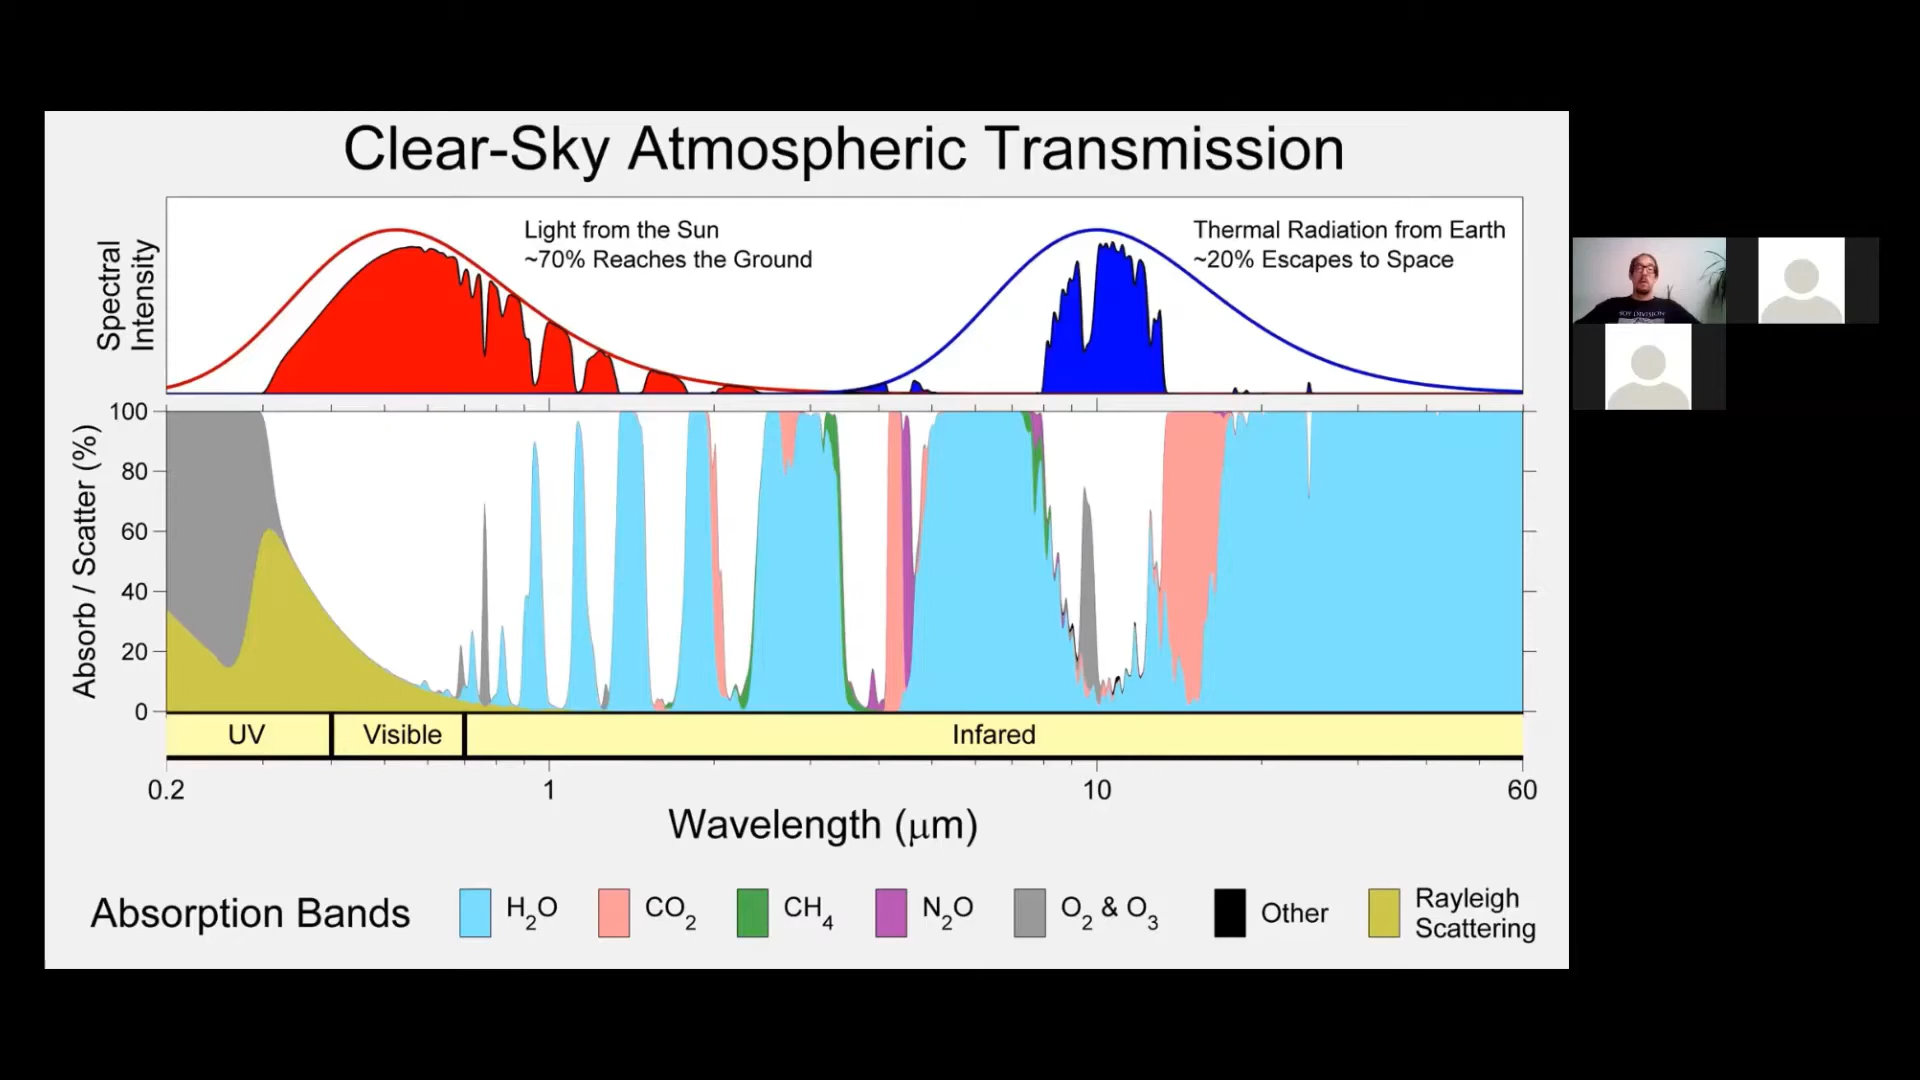 Clear-Sky Atmospheric Transmission
Spectral
Intensity
Light from the Sun
~70% Reaches the Ground
Thermal Radiation from Earth
~20% Escapes to Space
Absorb / Scatter (%)
100
80
60
40
20
0
UV
Visible
Infared
0.2
1
10
60
Wavelength (μm)
Absorption Bands
H₂O
CO₂
CH₄
N₂O
O₂ & O₃
Other
Rayleigh
Scattering
JOY DIVISION